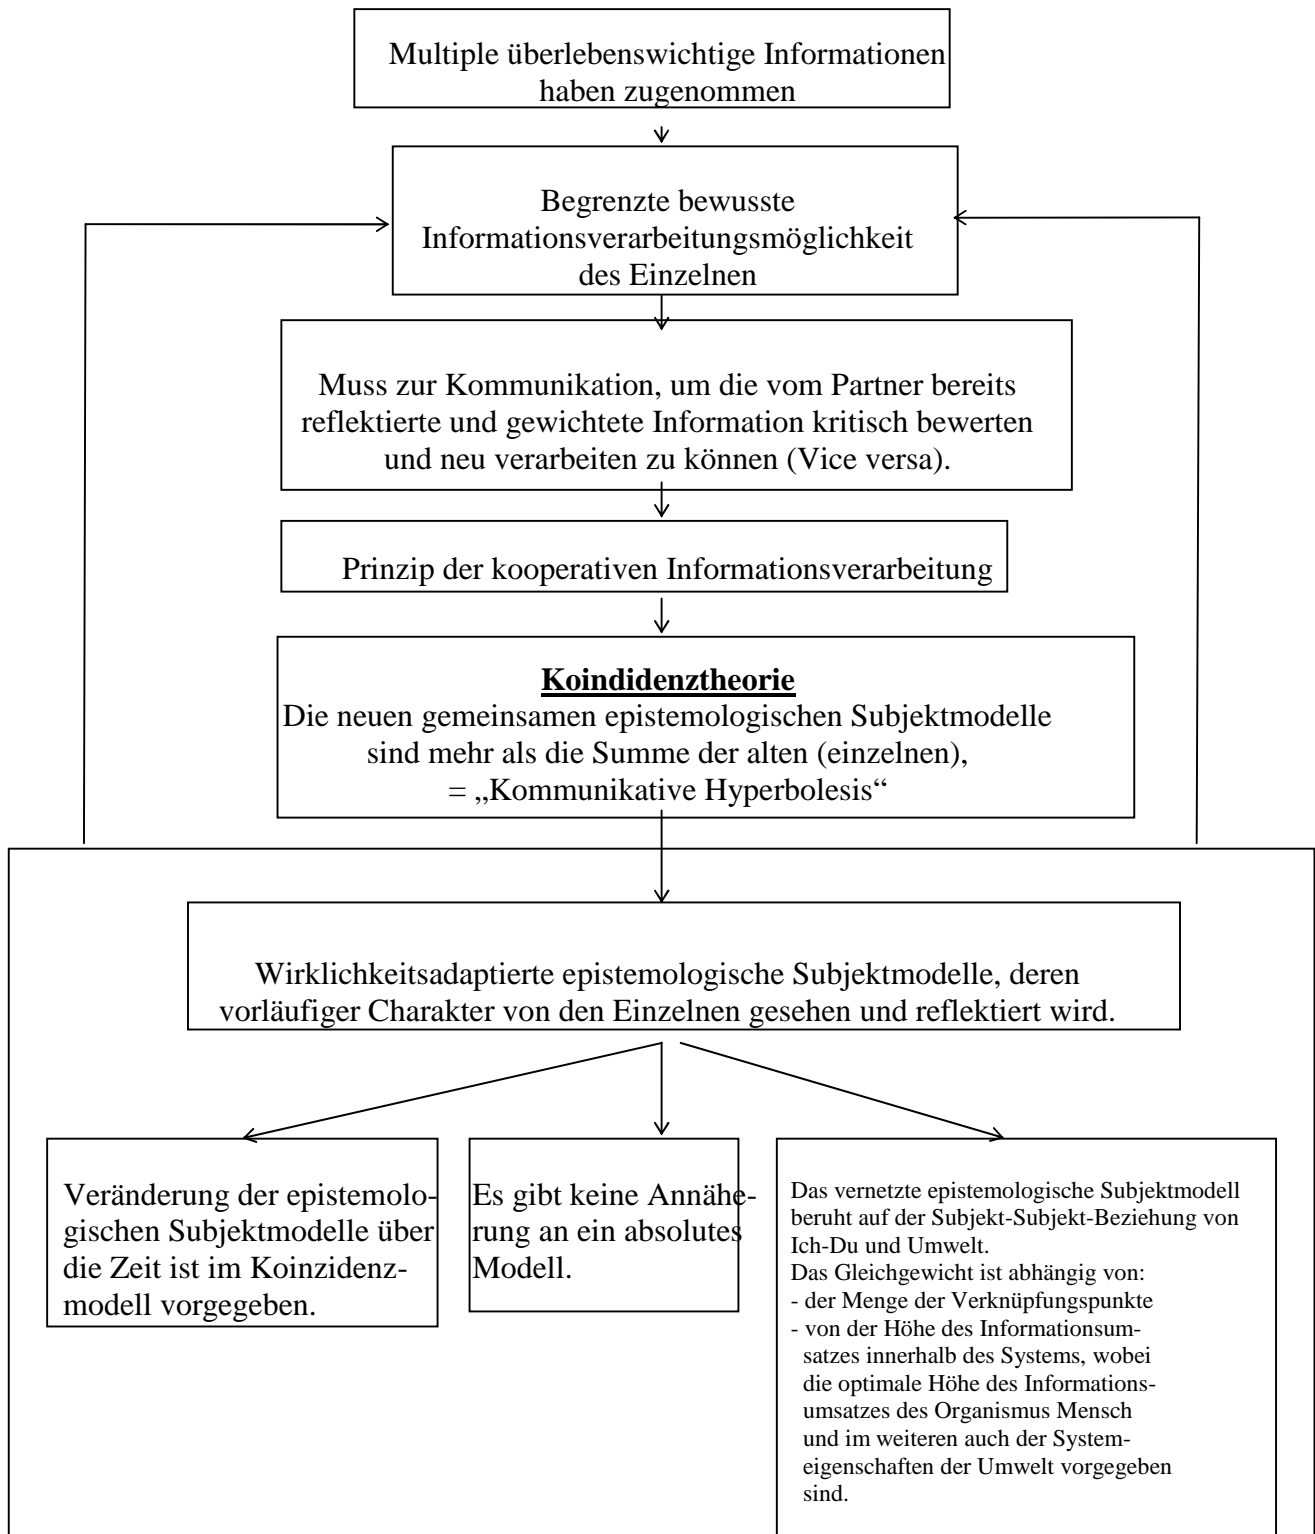 Multiple überlebenswichtige Informationen
haben zugenommen
Begrenzte bewusste
Informationsverarbeitungsmöglichkeit
des Einzelnen
Muss zur Kommunikation, um die vom Partner bereits
reflektierte und gewichtete Information kritisch bewerten
und neu verarbeiten zu können (Vice versa).
Prinzip der kooperativen Informationsverarbeitung
Koindidenztheorie
Die neuen gemeinsamen epistemologischen Subjektmodelle
sind mehr als die Summe der alten (einzelnen),
= „Kommunikative Hyperbolesis“
Wirklichkeitsadaptierte epistemologische Subjektmodelle, deren
vorläufiger Charakter von den Einzelnen gesehen und reflektiert wird.
Veränderung der epistemolo-
gischen Subjektmodelle über
die Zeit ist im Koinzidenz-
modell vorgegeben.
Es gibt keine Annähe-
rung an ein absolutes
Modell.
Das vernetzte epistemologische Subjektmodell
beruht auf der Subjekt-Subjekt-Beziehung von
Ich-Du und Umwelt.
Das Gleichgewicht ist abhängig von:
- der Menge der Verknüpfungspunkte
- von der Höhe des Informationsum-
satzes innerhalb des Systems, wobei
die optimale Höhe des Informations-
umsatzes des Organismus Mensch
und im weiteren auch der System-
eigenschaften der Umwelt vorgegeben
sind.